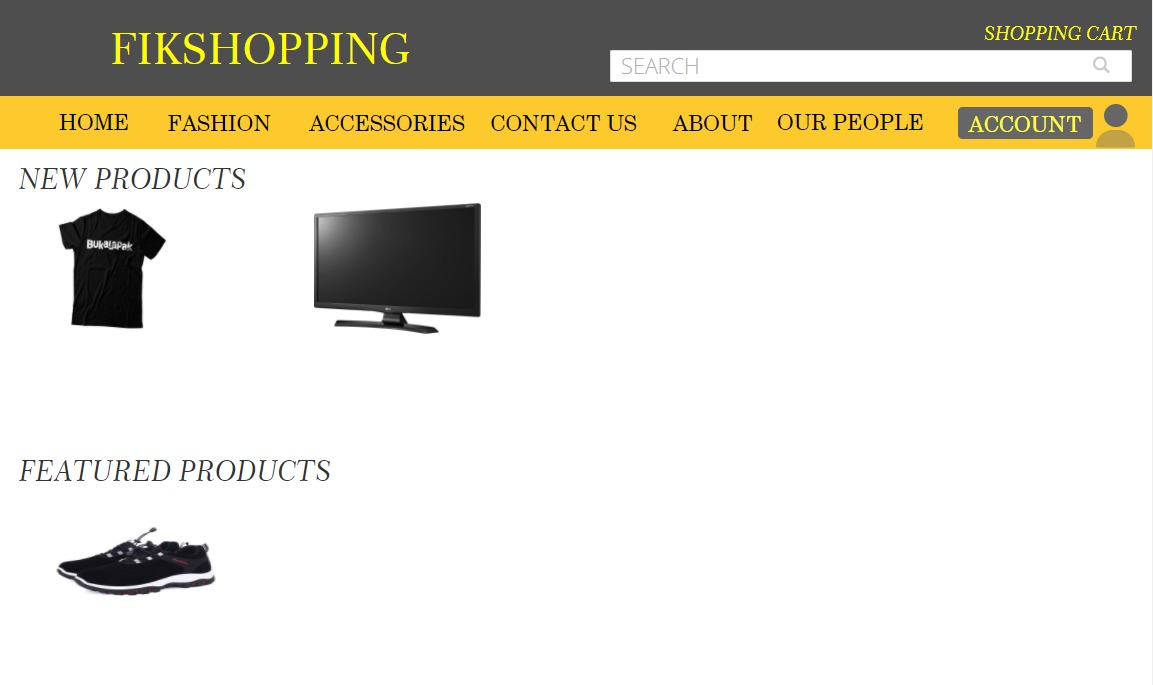 FIKSHOPPING
SHOPPING CART
SEARCH
HOME FASHION ACCESSORIES CONTACT US ABOUT OUR PEOPLE ACCOUNT
NEW PRODUCTS
Bukalapak
FEATURED PRODUCTS